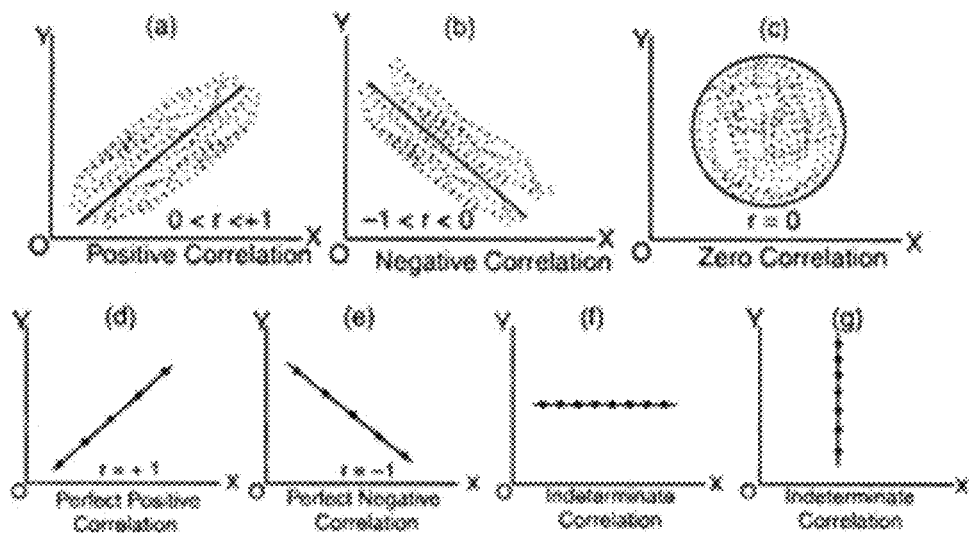 (a)
Y
0 < r <+1
O
X
Positive Correlation
(b)
Y
−1 < r < 0
O
X
Negative Correlation
(c)
Y
r = 0
O
X
Zero Correlation
(d)
Y
r = + 1
O
X
Perfect Positive
Correlation
(e)
Y
r = −1
O
X
Perfect Negative
Correlation
(f)
Y
O
X
Indeterminate
Correlation
(g)
Y
O
X
Indeterminate
Correlation